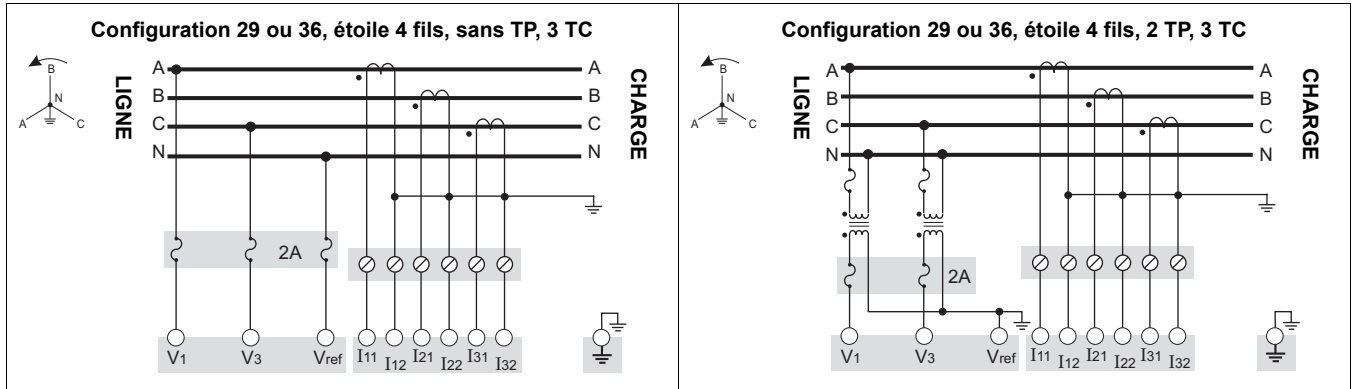 Configuration 29 ou 36, étoile 4 fils, sans TP, 3 TC
B
N
A
C
LIGNE
A
B
C
N
A
B
C
N
CHARGE
2A
V1
V3
Vref
I11
I12
I21
I22
I31
I32
Configuration 29 ou 36, étoile 4 fils, 2 TP, 3 TC
B
N
A
C
LIGNE
A
B
C
N
A
B
C
N
CHARGE
2A
V1
V3
Vref
I11
I12
I21
I22
I31
I32